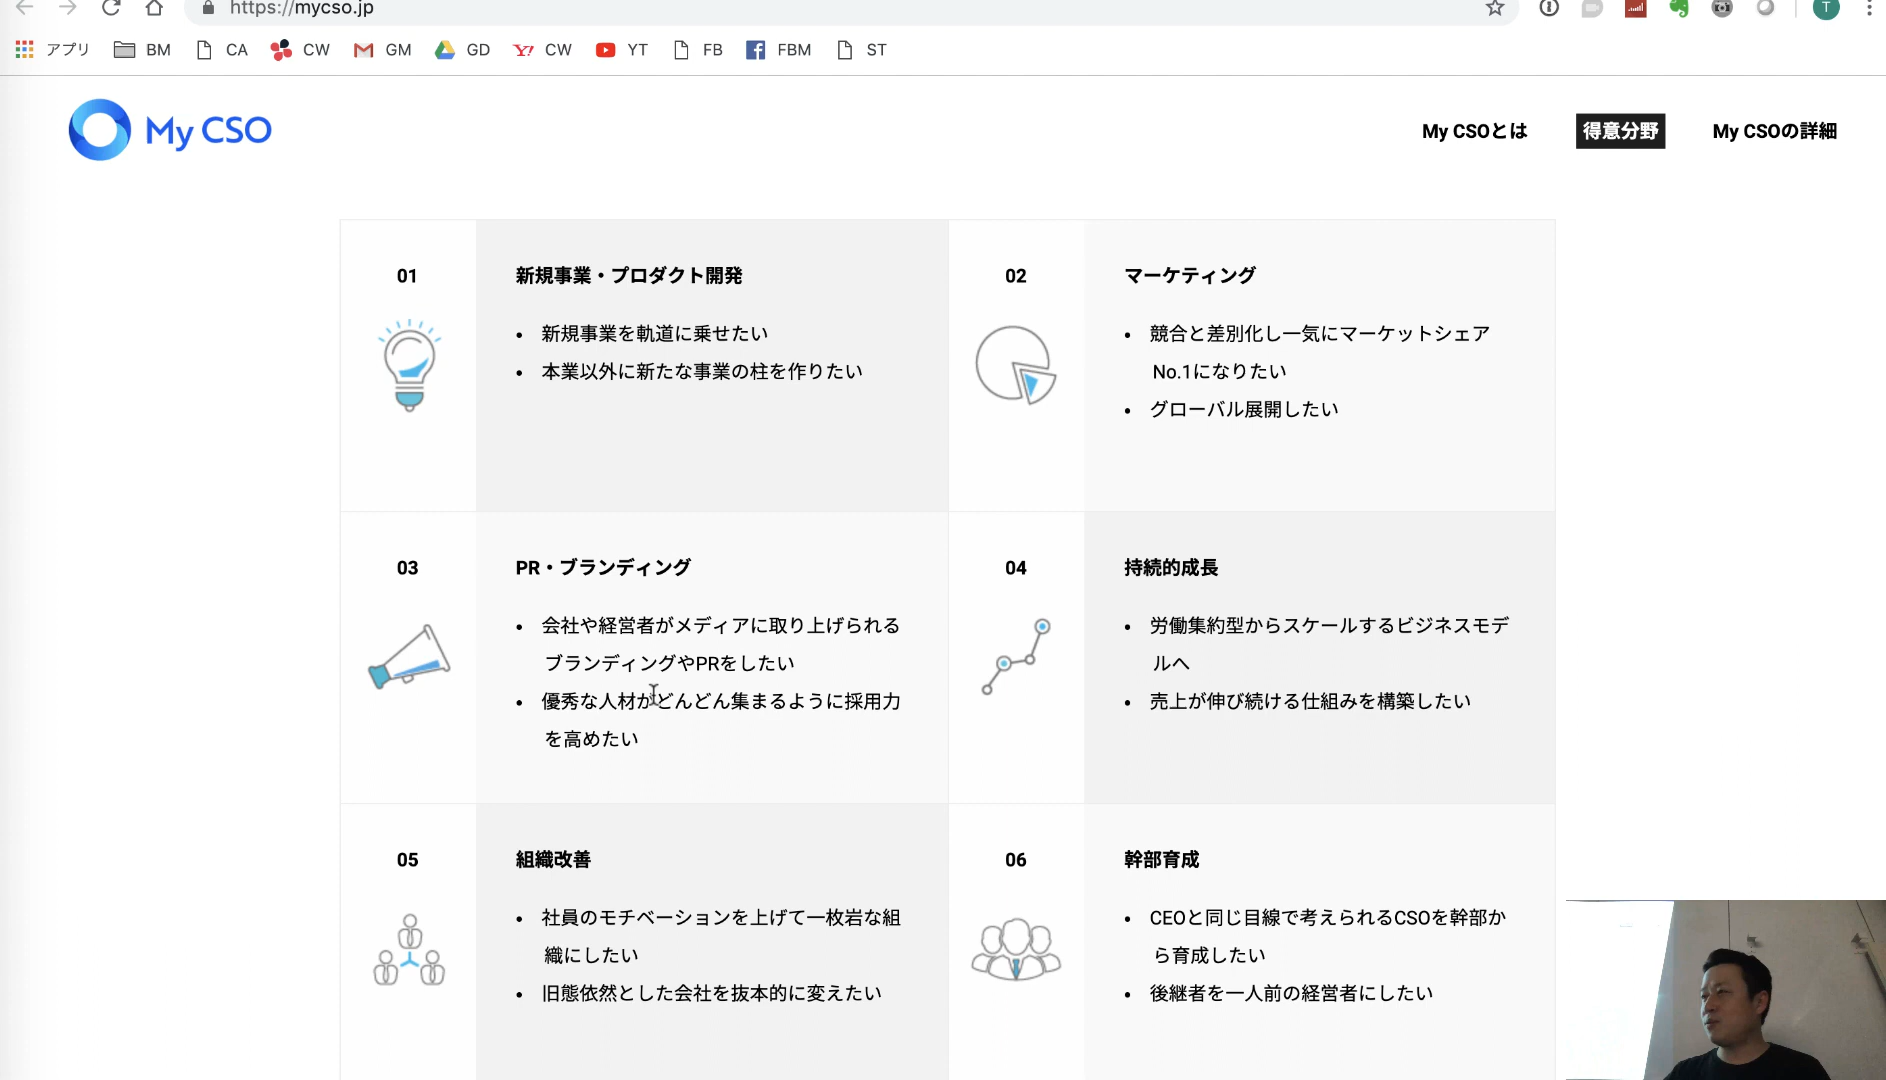 https://mycso.jp
T
アプリ BM CA CW GM GD CW YT FB FBM ST
My CSO
My CSOとは 得意分野 My CSOの詳細
01
新規事業・プロダクト開発
• 新規事業を軌道に乗せたい
• 本業以外に新たな事業の柱を作りたい
02
マーケティング
• 競合と差別化し一気にマーケットシェア
No.1になりたい
• グローバル展開したい
03
PR・ブランディング
• 会社や経営者がメディアに取り上げられる
ブランディングやPRをしたい
• 優秀な人材がどんどん集まるように採用力
を高めたい
04
持続的成長
• 労働集約型からスケールするビジネスモデ
ルへ
• 売上が伸び続ける仕組みを構築したい
05
組織改善
• 社員のモチベーションを上げて一枚岩な組
織にしたい
• 旧態依然とした会社を抜本的に変えたい
06
幹部育成
• CEOと同じ目線で考えられるCSOを幹部か
ら育成したい
• 後継者を一人前の経営者にしたい